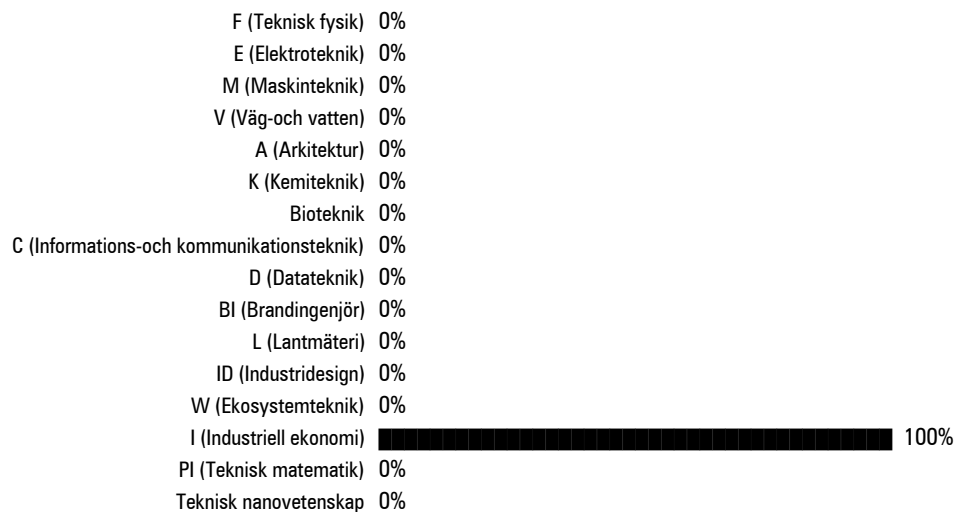 F (Teknisk fysik) 0%
E (Elektroteknik) 0%
M (Maskinteknik) 0%
V (Väg-och vatten) 0%
A (Arkitektur) 0%
K (Kemiteknik) 0%
Bioteknik 0%
C (Informations-och kommunikationsteknik) 0%
D (Datateknik) 0%
BI (Brandingenjör) 0%
L (Lantmäteri) 0%
ID (Industridesign) 0%
W (Ekosystemteknik) 0%
I (Industriell ekonomi) 100%
PI (Teknisk matematik) 0%
Teknisk nanovetenskap 0%